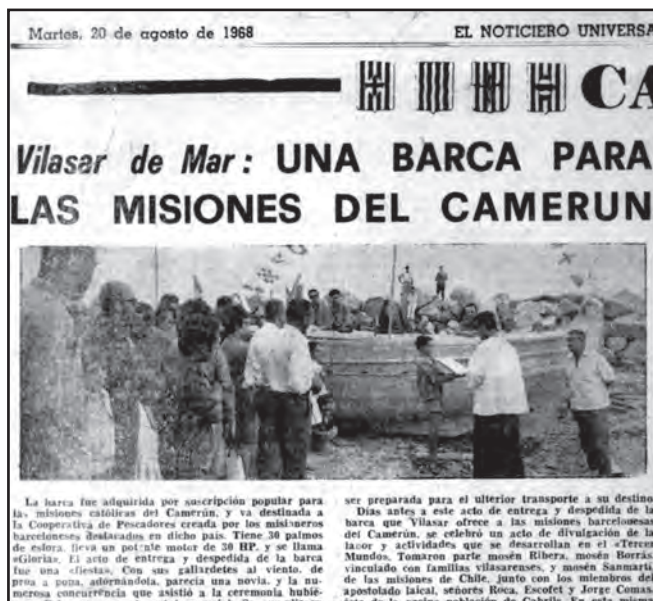 Martes, 20 de agosto de 1968
EL NOTICIERO UNIVERSA
CA
Vilasar de Mar: UNA BARCA PARA
LAS MISIONES DEL CAMERUN
La barca fue adquirida por suscripción popular para
las misiones católicas del Camerún, y va destinada a
la Cooperativa de Pescadores creada por los misioneros
barceloneses destacados en dicho país. Tiene 30 palmos
de eslora, lleva un potente motor de 30 HP. y se llama
«Gloria». El acto de entrega y despedida de la barca
fue una «fiesta». Con sus gallardetes al viento, de
proa a popa, adornándola, parecía una novia, y la nu-
merosa concurrencia que asistió a la ceremonia hubié-
ser preparada para el ulterior transporte a su destino
Días antes a este acto de entrega y despedida de la
barca que Vilasar ofrece a las misiones barcelonesas
del Camerún, se celebró un acto de divulgación de la
lacor y actividades que se desarrollan en el «Tercer
Mundo». Tomaron parte mosén Ribera, mosén Borrás
vinculado con familias vilasarenses, y mosén Sanmartí
de las misiones de Chile, junto con los miembros del
apostolado laical, señores Roca, Escofet y Jorge Comas